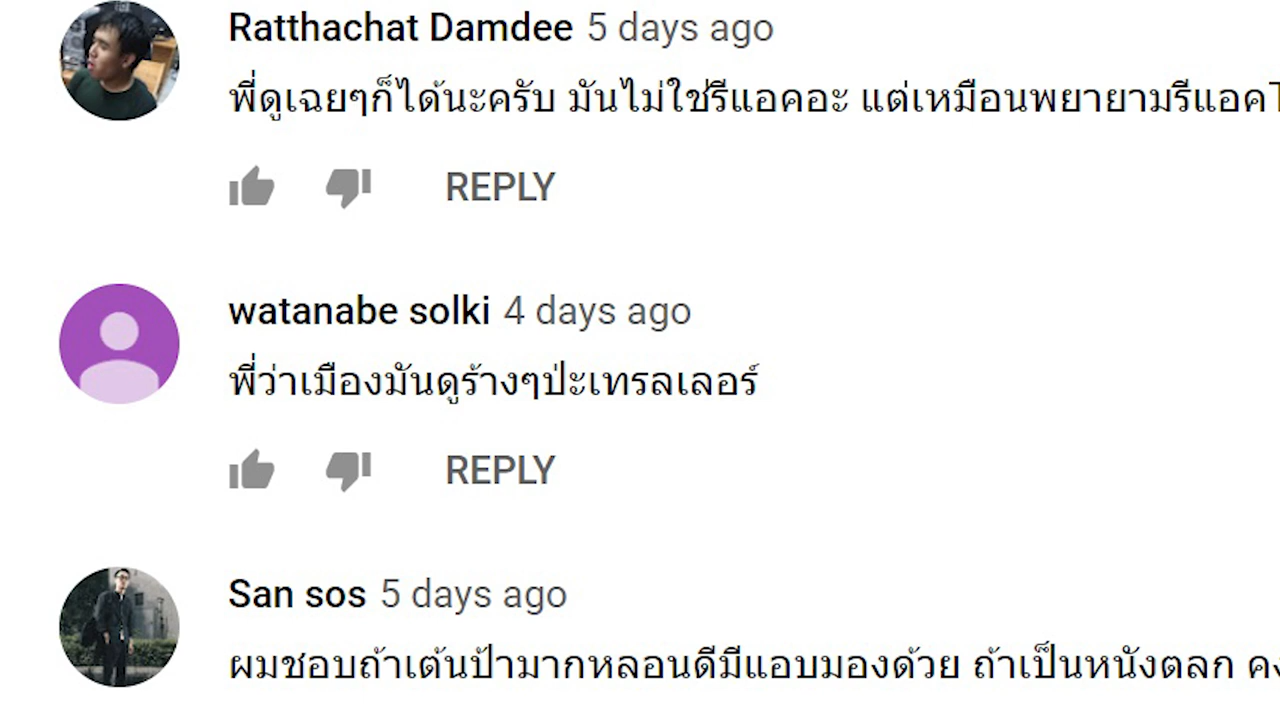 Ratthachat Damdee 5 days ago
พี่ดูเฉยๆก็ได้นะครับ มันไม่ใช่รีแอคอะ แต่เหมือนพยายามรีแอค
REPLY
watanabe solki 4 days ago
พี่ว่าเมืองมันดูร้างๆป่ะเทรลเลอร์
REPLY
San sos 5 days ago
ผมชอบถ้าเต้นป้ามากหลอนดีมีแอบมองด้วย ถ้าเป็นหนังตลก